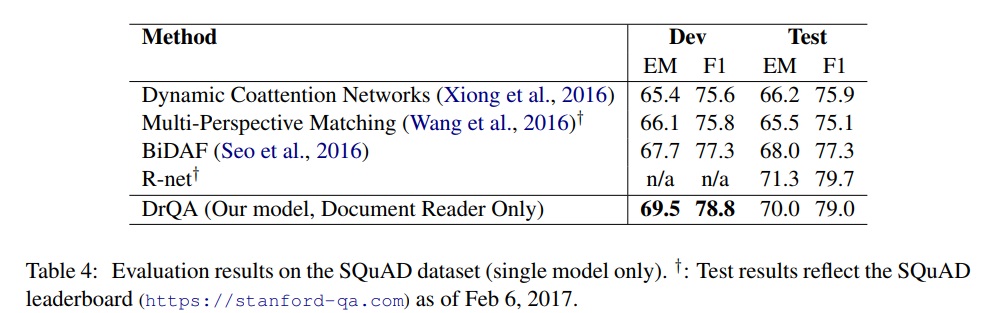 Method Dev Test
EM F1 EM F1
Dynamic Coattention Networks (Xiong et al., 2016) 65.4 75.6 66.2 75.9
Multi-Perspective Matching (Wang et al., 2016)† 66.1 75.8 65.5 75.1
BiDAF (Seo et al., 2016) 67.7 77.3 68.0 77.3
R-net† n/a n/a 71.3 79.7
DrQA (Our model, Document Reader Only) 69.5 78.8 70.0 79.0
Table 4: Evaluation results on the SQuAD dataset (single model only). †: Test results reflect the SQuAD
leaderboard (https://stanford-qa.com) as of Feb 6, 2017.